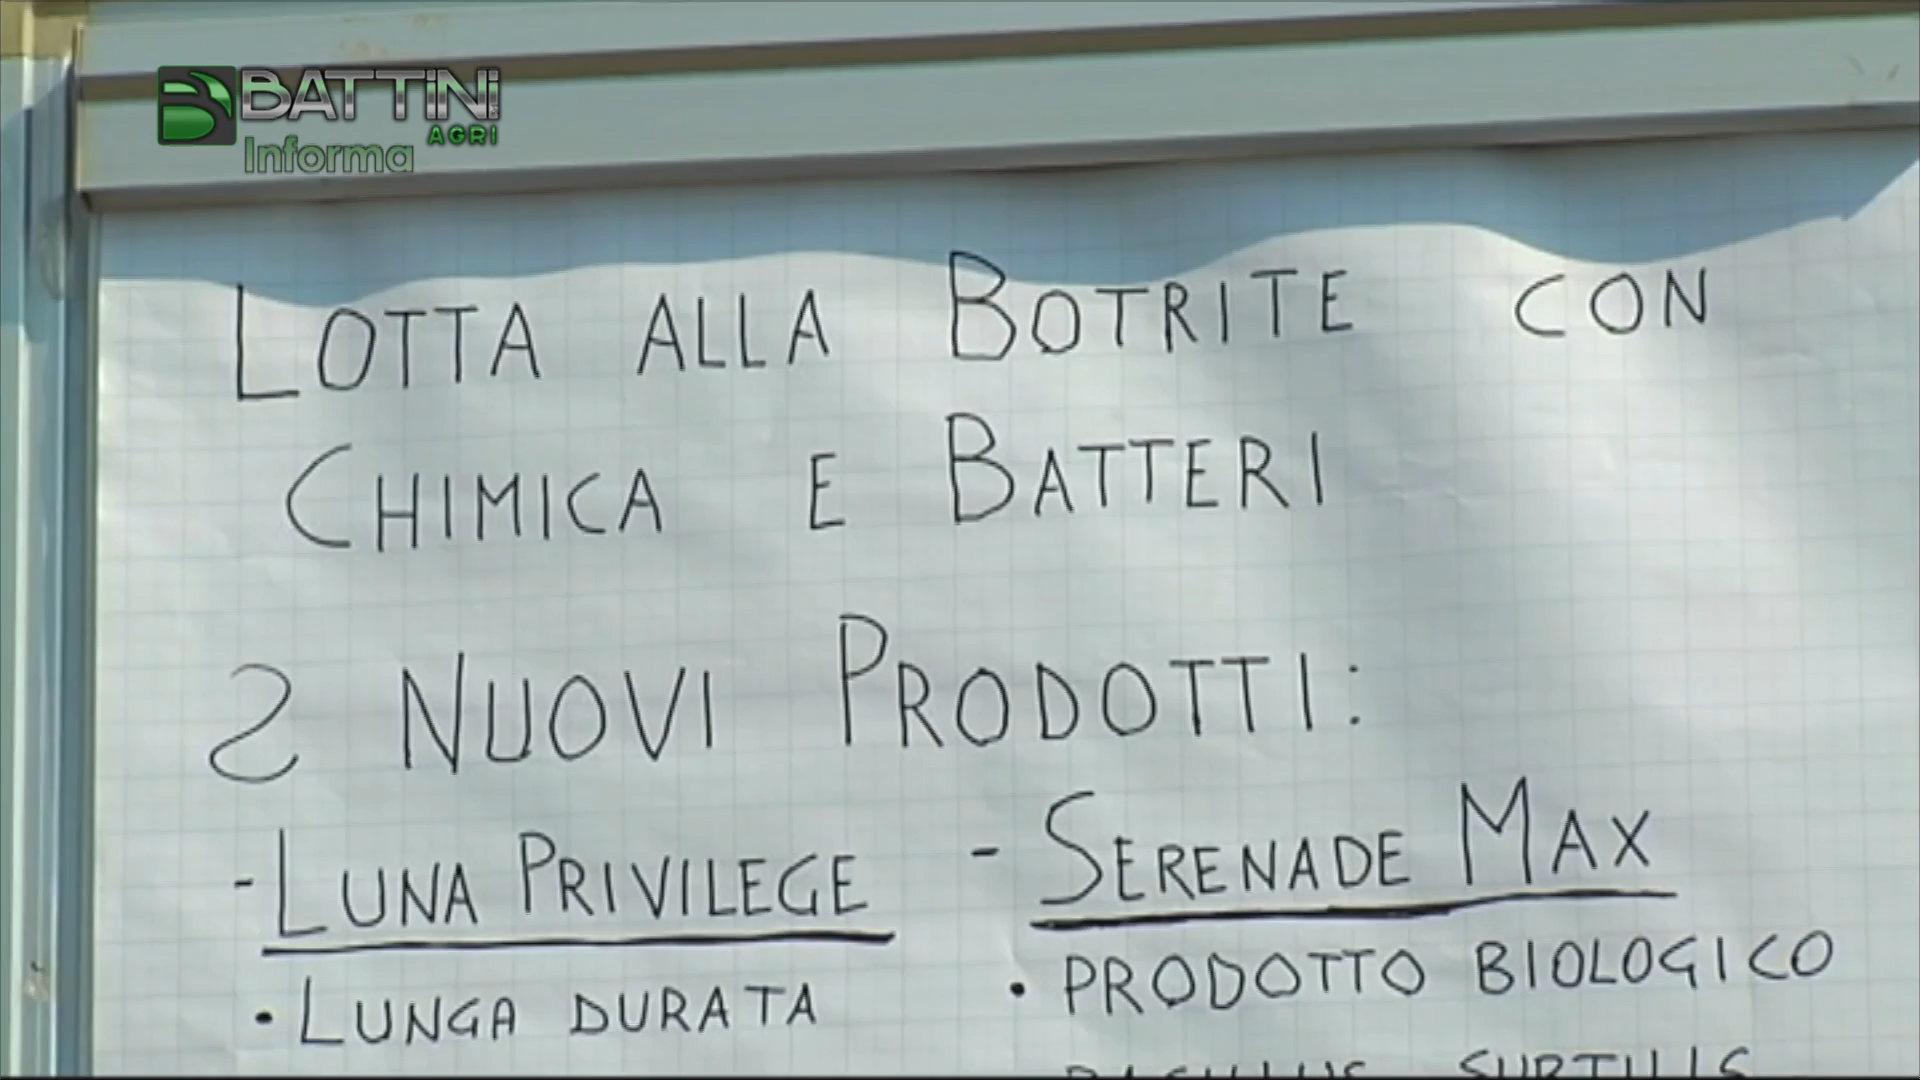 BATTINI
AGRI
Informa
LOTTA ALLA BOTRITE CON
CHIMICA E BATTERI
2 NUOVI PRODOTTI:
- LUNA PRIVILEGE
- SERENADE MAX
• LUNGA DURATA
• PRODOTTO BIOLOGICO